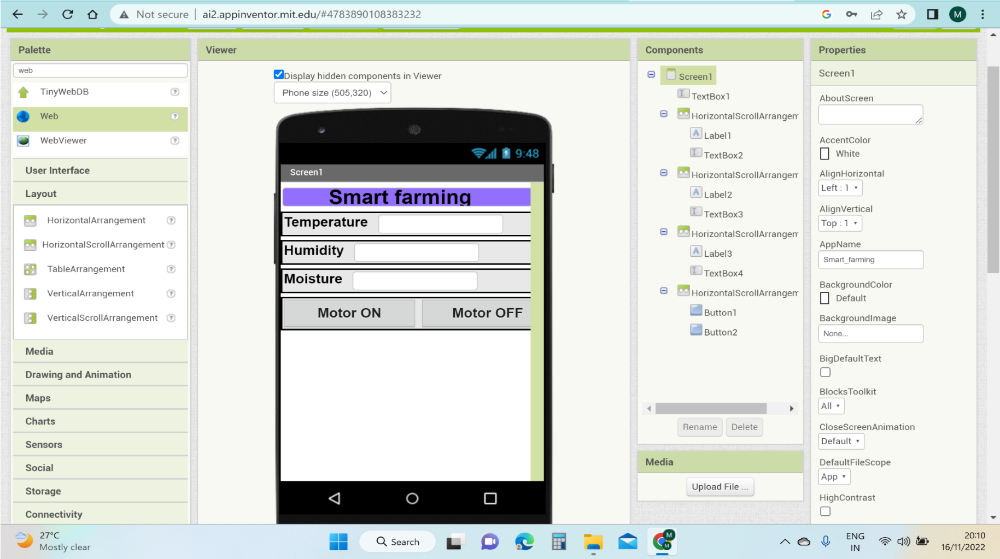 Not secure
ai2.appinventor.mit.edu/#4783890108383232
M
Palette
web
TinyWebDB
?
Web
?
WebViewer
?
User Interface
Layout
HorizontalArrangement
?
HorizontalScrollArrangement
?
TableArrangement
?
VerticalArrangement
?
VerticalScrollArrangement
?
Media
Drawing and Animation
Maps
Charts
Sensors
Social
Storage
Connectivity
Viewer
Display hidden components in Viewer
Phone size (505,320)
9:48
Screen1
Smart farming
Temperature
Humidity
Moisture
Motor ON
Motor OFF
Components
Screen1
TextBox1
HorizontalScrollArrangem
Label1
TextBox2
HorizontalScrollArrangem
Label2
TextBox3
HorizontalScrollArrangem
Label3
TextBox4
HorizontalScrollArrangem
Button1
Button2
Rename
Delete
Media
Upload File ...
Properties
Screen1
AboutScreen
AccentColor
White
AlignHorizontal
Left : 1
AlignVertical
Top : 1
AppName
Smart_farming
BackgroundColor
Default
BackgroundImage
None...
BigDefaultText
BlocksToolkit
All
CloseScreenAnimation
Default
DefaultFileScope
App
HighContrast
27°C
Mostly clear
Search
M
M
ENG
IN
20:10
16/11/2022